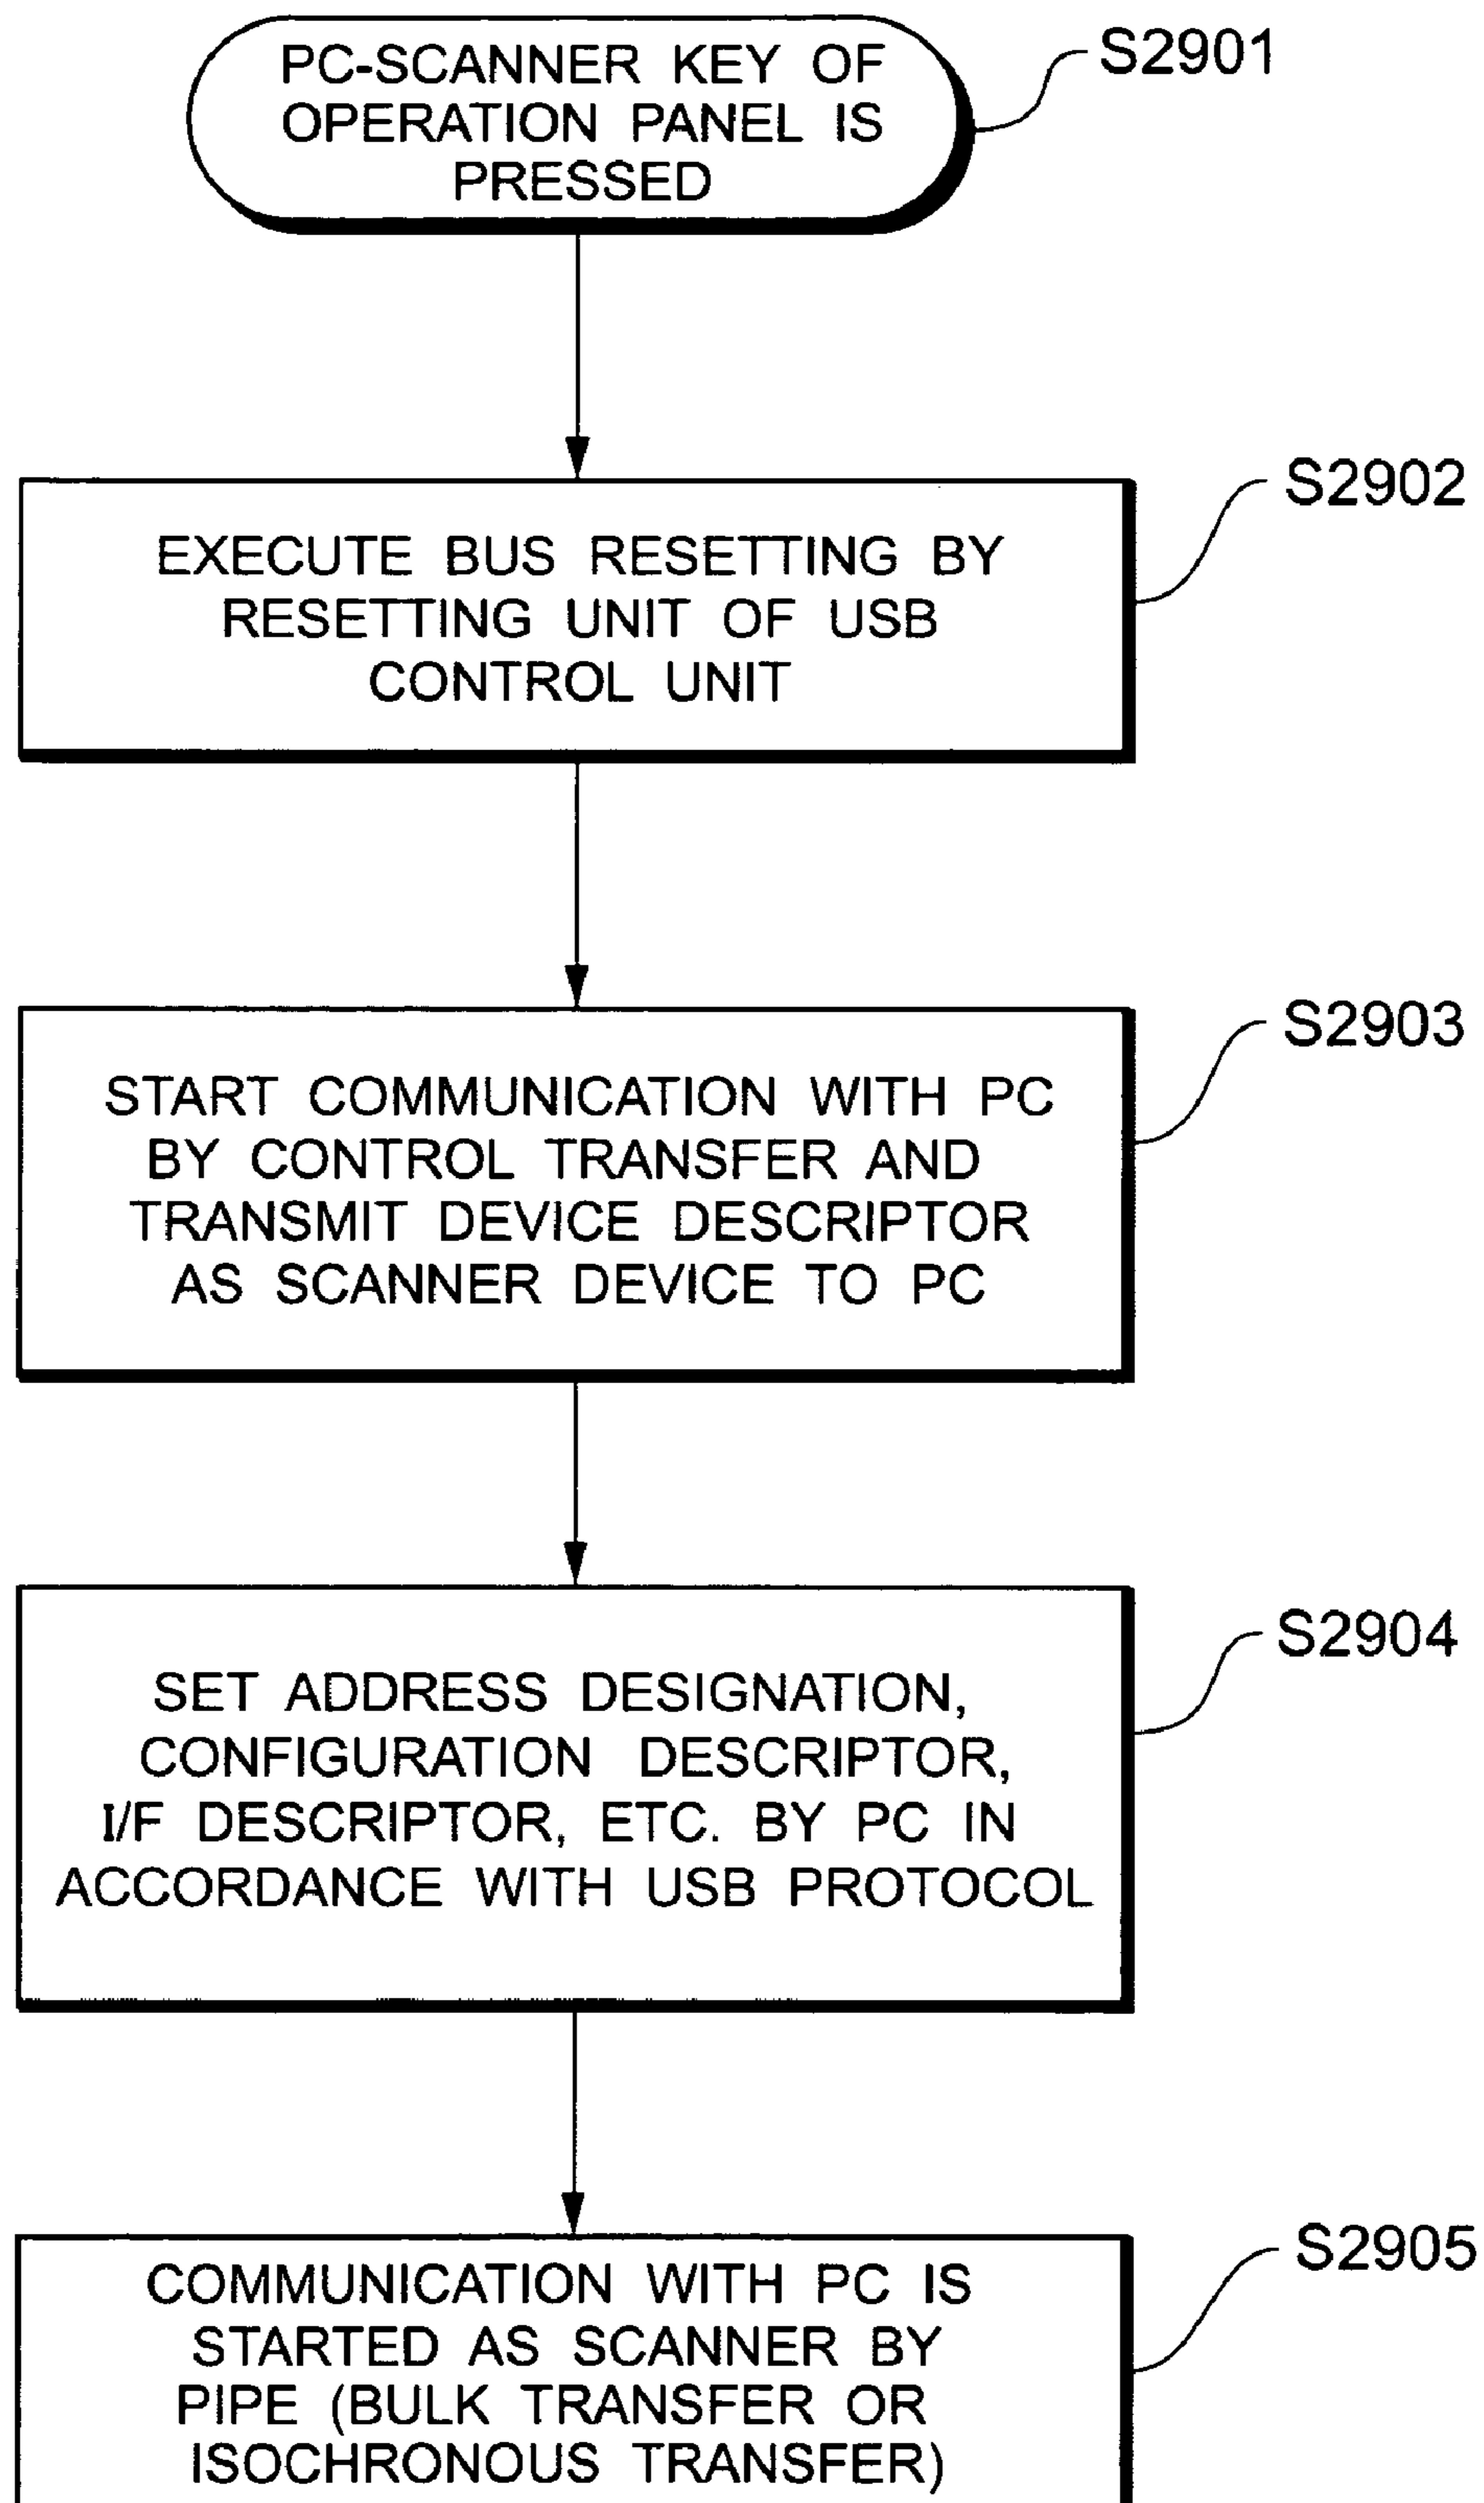 PC-SCANNER KEY OF
OPERATION PANEL IS
PRESSED
S2901
EXECUTE BUS RESETTING BY
RESETTING UNIT OF USB
CONTROL UNIT
S2902
START COMMUNICATION WITH PC
BY CONTROL TRANSFER AND
TRANSMIT DEVICE DESCRIPTOR
AS SCANNER DEVICE TO PC
S2903
SET ADDRESS DESIGNATION,
CONFIGURATION DESCRIPTOR,
I/F DESCRIPTOR, ETC. BY PC IN
ACCORDANCE WITH USB PROTOCOL
S2904
COMMUNICATION WITH PC IS
STARTED AS SCANNER BY
PIPE (BULK TRANSFER OR
ISOCHRONOUS TRANSFER)
S2905